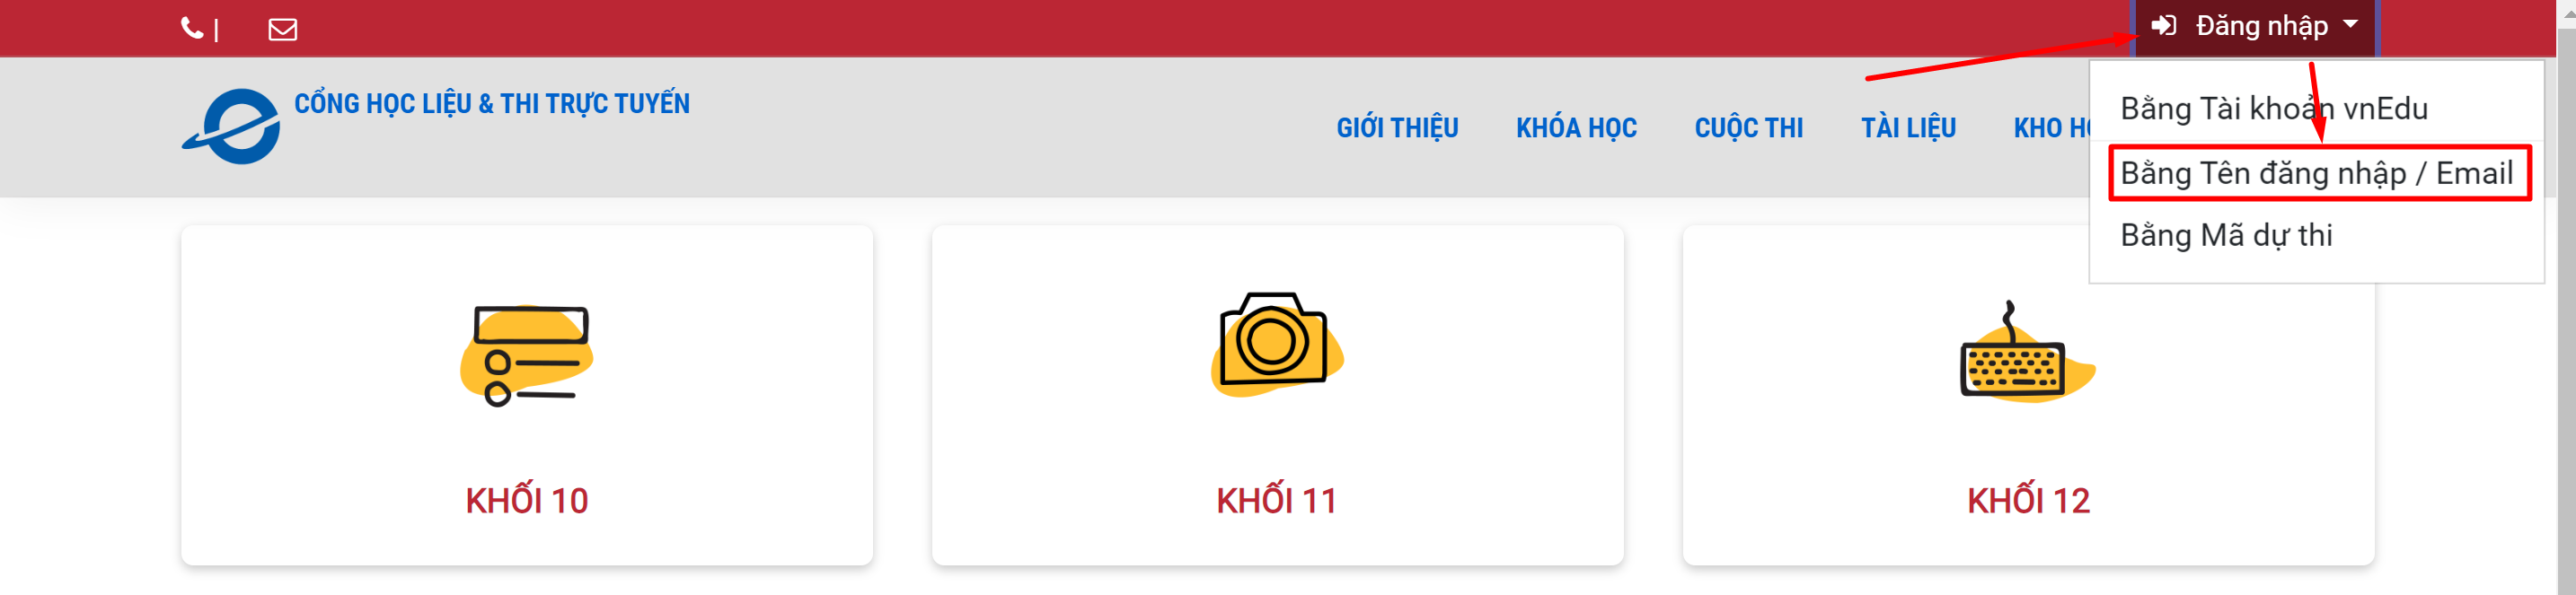 Đăng nhập
CỔNG HỌC LIỆU & THI TRỰC TUYẾN
GIỚI THIỆU
KHÓA HỌC
CUỘC THI
TÀI LIỆU
KHO
Bằng Tài khoản vnEdu
Bằng Tên đăng nhập / Email
Bằng Mã dự thi
KHỐI 10
KHỐI 11
KHỐI 12